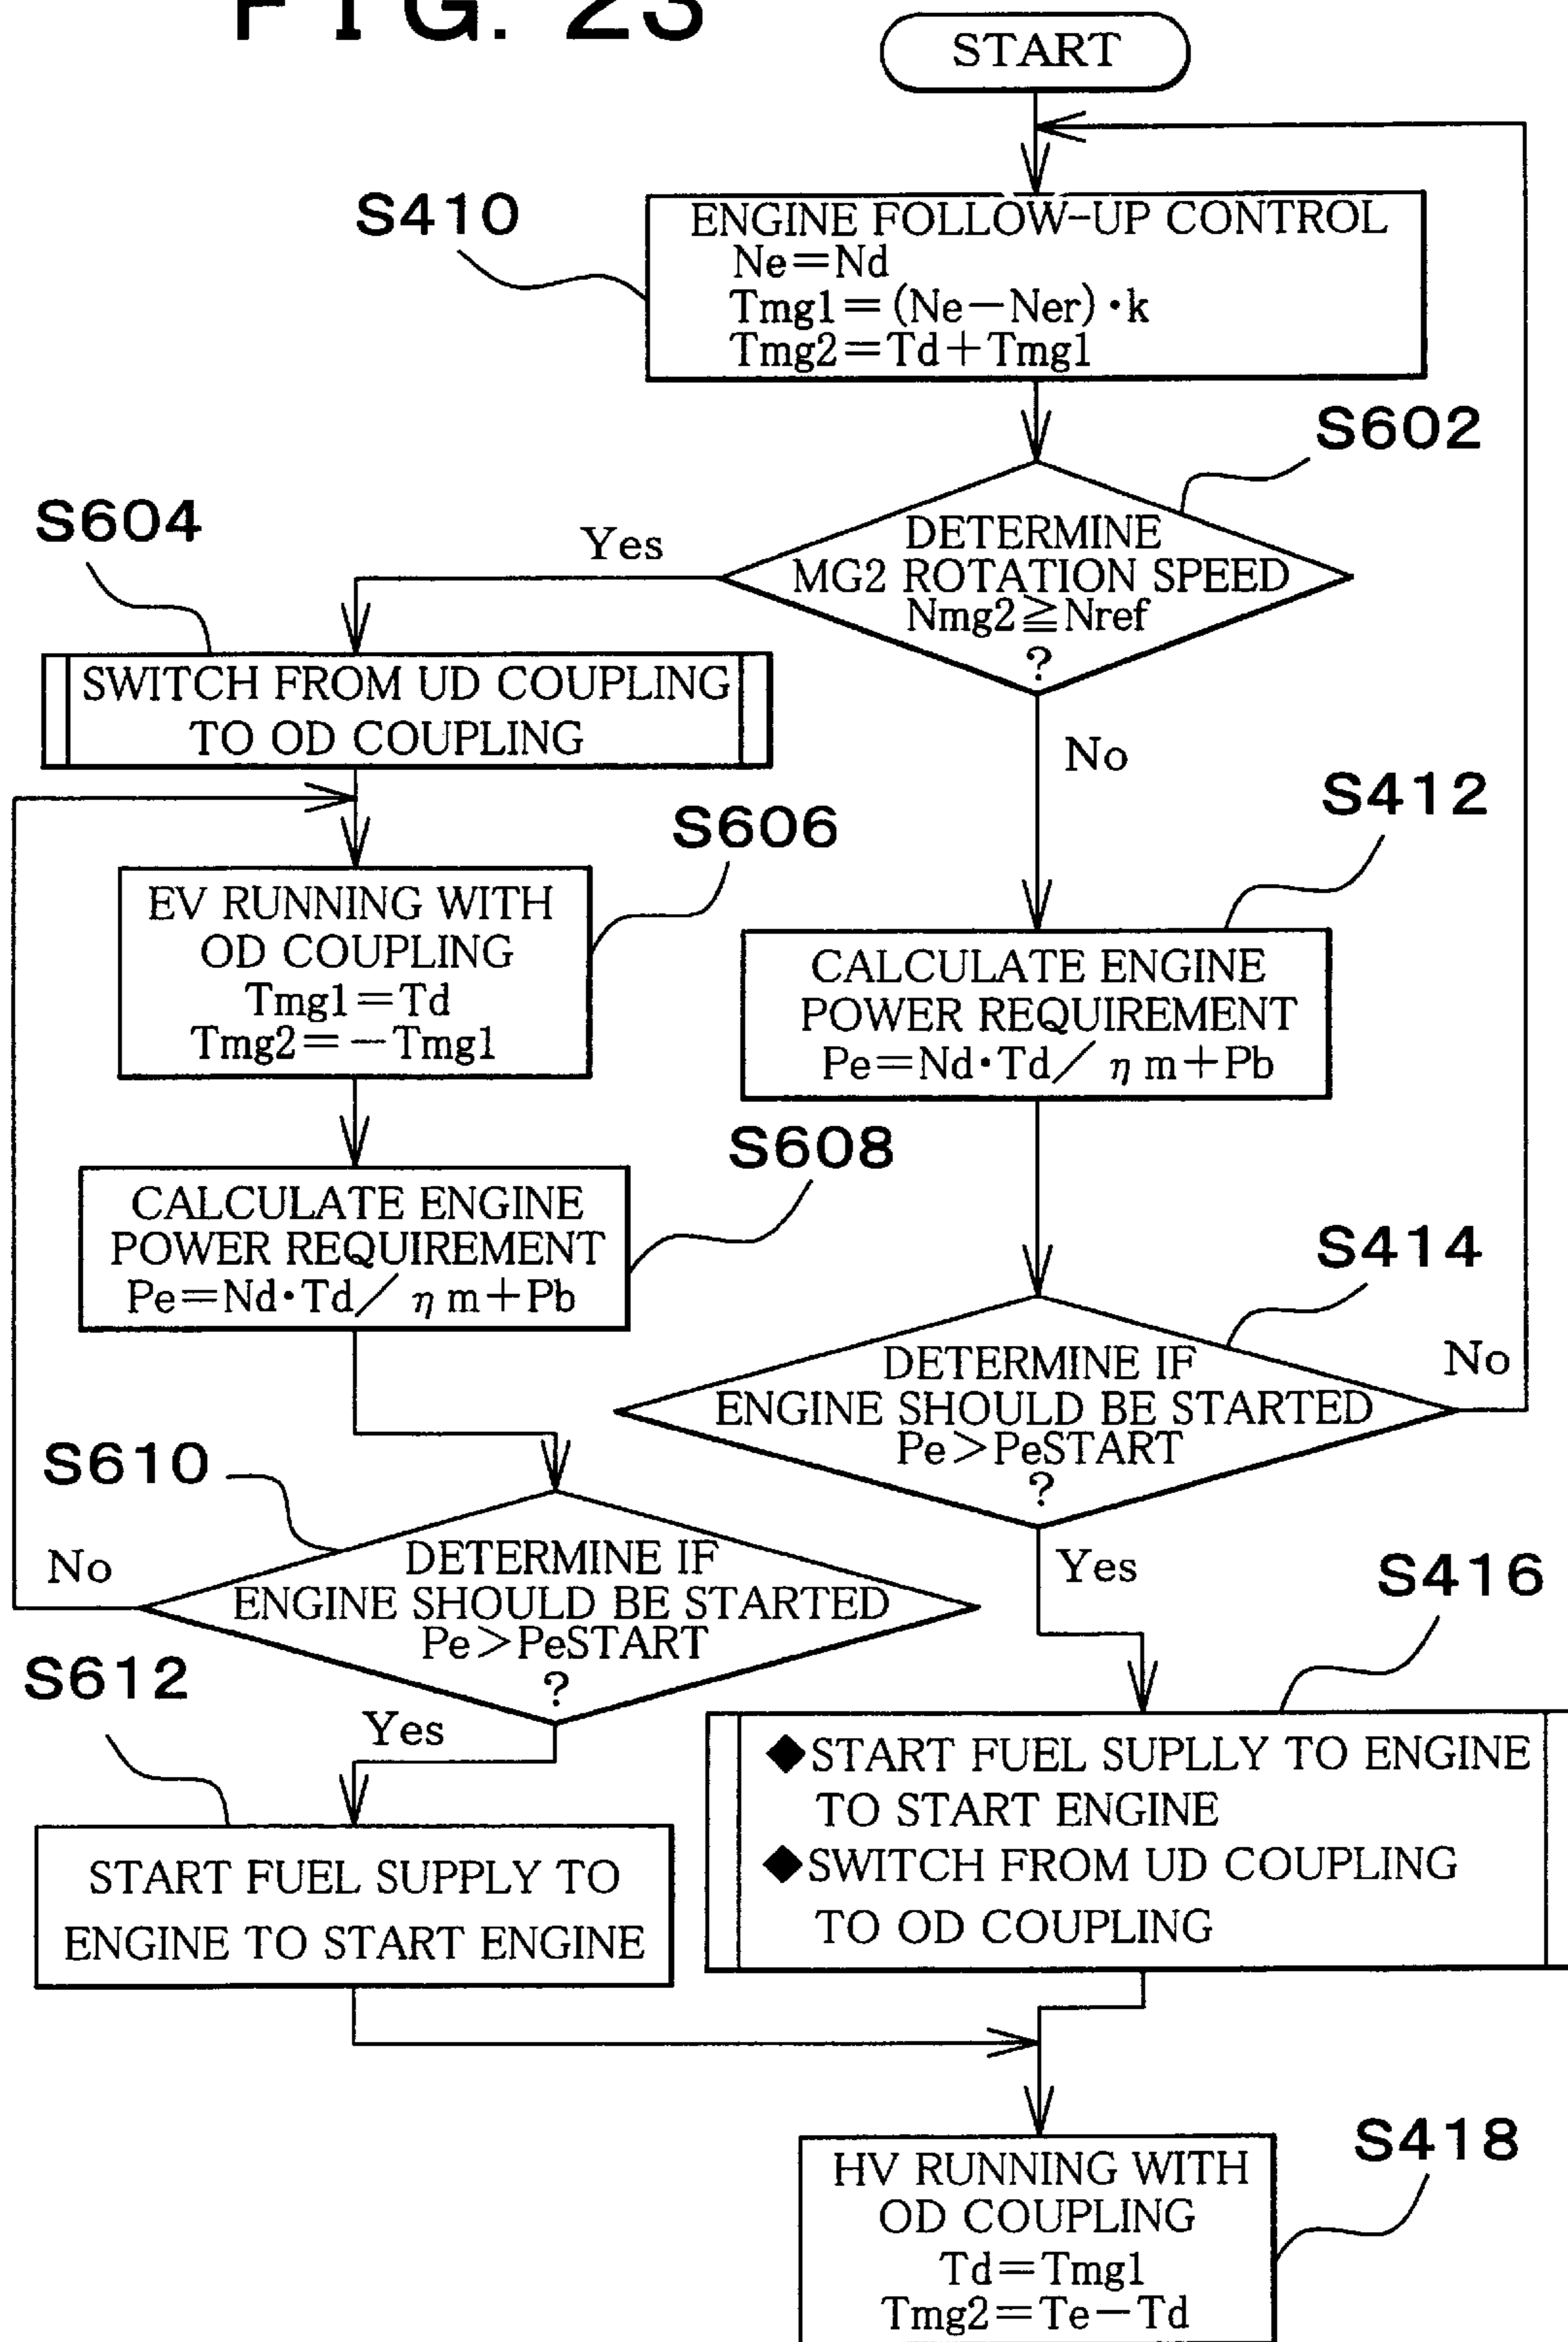 FIG. 23
START
S410
ENGINE FOLLOW-UP CONTROL
Ne=Nd
Tmg1=(Ne-Ner)·k
Tmg2=Td+Tmg1
S602
DETERMINE
MG2 ROTATION SPEED
Nmg2≧Nref
?
Yes
No
S604
SWITCH FROM UD COUPLING
TO OD COUPLING
S606
EV RUNNING WITH
OD COUPLING
Tmg1=Td
Tmg2=-Tmg1
S412
CALCULATE ENGINE
POWER REQUIREMENT
Pe=Nd·Td/ηm+Pb
S608
CALCULATE ENGINE
POWER REQUIREMENT
Pe=Nd·Td/ηm+Pb
S414
DETERMINE IF
ENGINE SHOULD BE STARTED
Pe>PeSTART
?
No
Yes
S610
DETERMINE IF
ENGINE SHOULD BE STARTED
Pe>PeSTART
?
No
Yes
S416
◆START FUEL SUPLLY TO ENGINE
TO START ENGINE
◆SWITCH FROM UD COUPLING
TO OD COUPLING
S612
START FUEL SUPPLY TO
ENGINE TO START ENGINE
S418
HV RUNNING WITH
OD COUPLING
Td=Tmg1
Tmg2=Te-Td